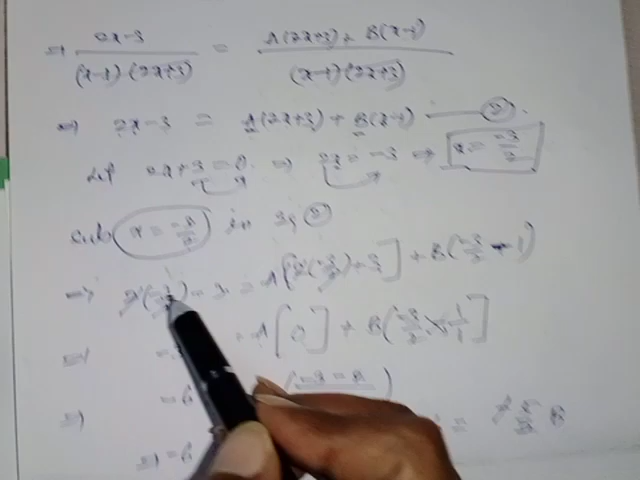 ⇒ 2x-3 / (x-1)(2x+3) = A(2x+3) + B(x-1) / (x-1)(2x+3)
⇒ 2x-3 = A(2x+3) + B(x-1) — ②.
Let 2x+3=0. ⇒ 2x = -3 ⇒ x = -3/2
sub x = -3/2 in ②
⇒ 2(-3/2) - 3 = A[2(-3/2)+3] + B(-3/2 - 1)
⇒ = A[0] + B(-3/2 - 1/1]
⇒ -6
⇒ -6 = B